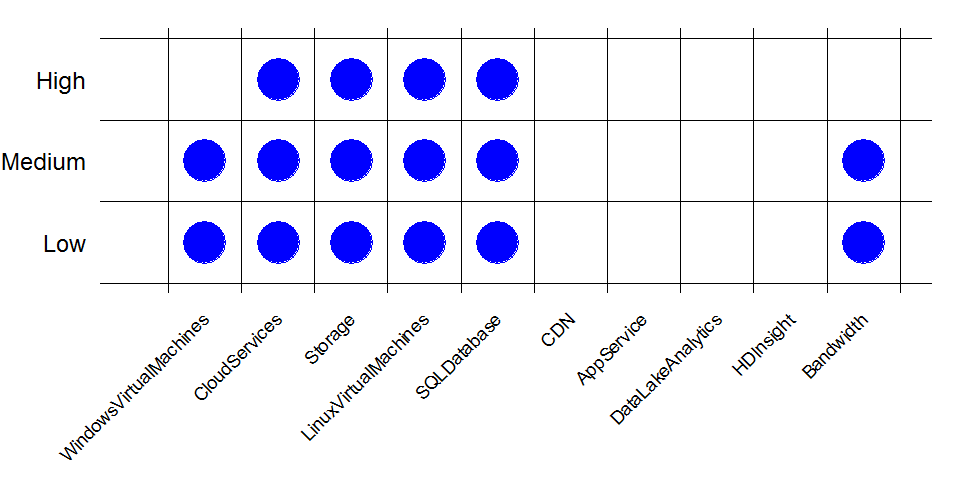 High
Medium
Low
WindowsVirtualMachines
CloudServices
Storage
LinuxVirtualMachines
SQLDatabase
CDN
AppService
DataLakeAnalytics
HDInsight
Bandwidth